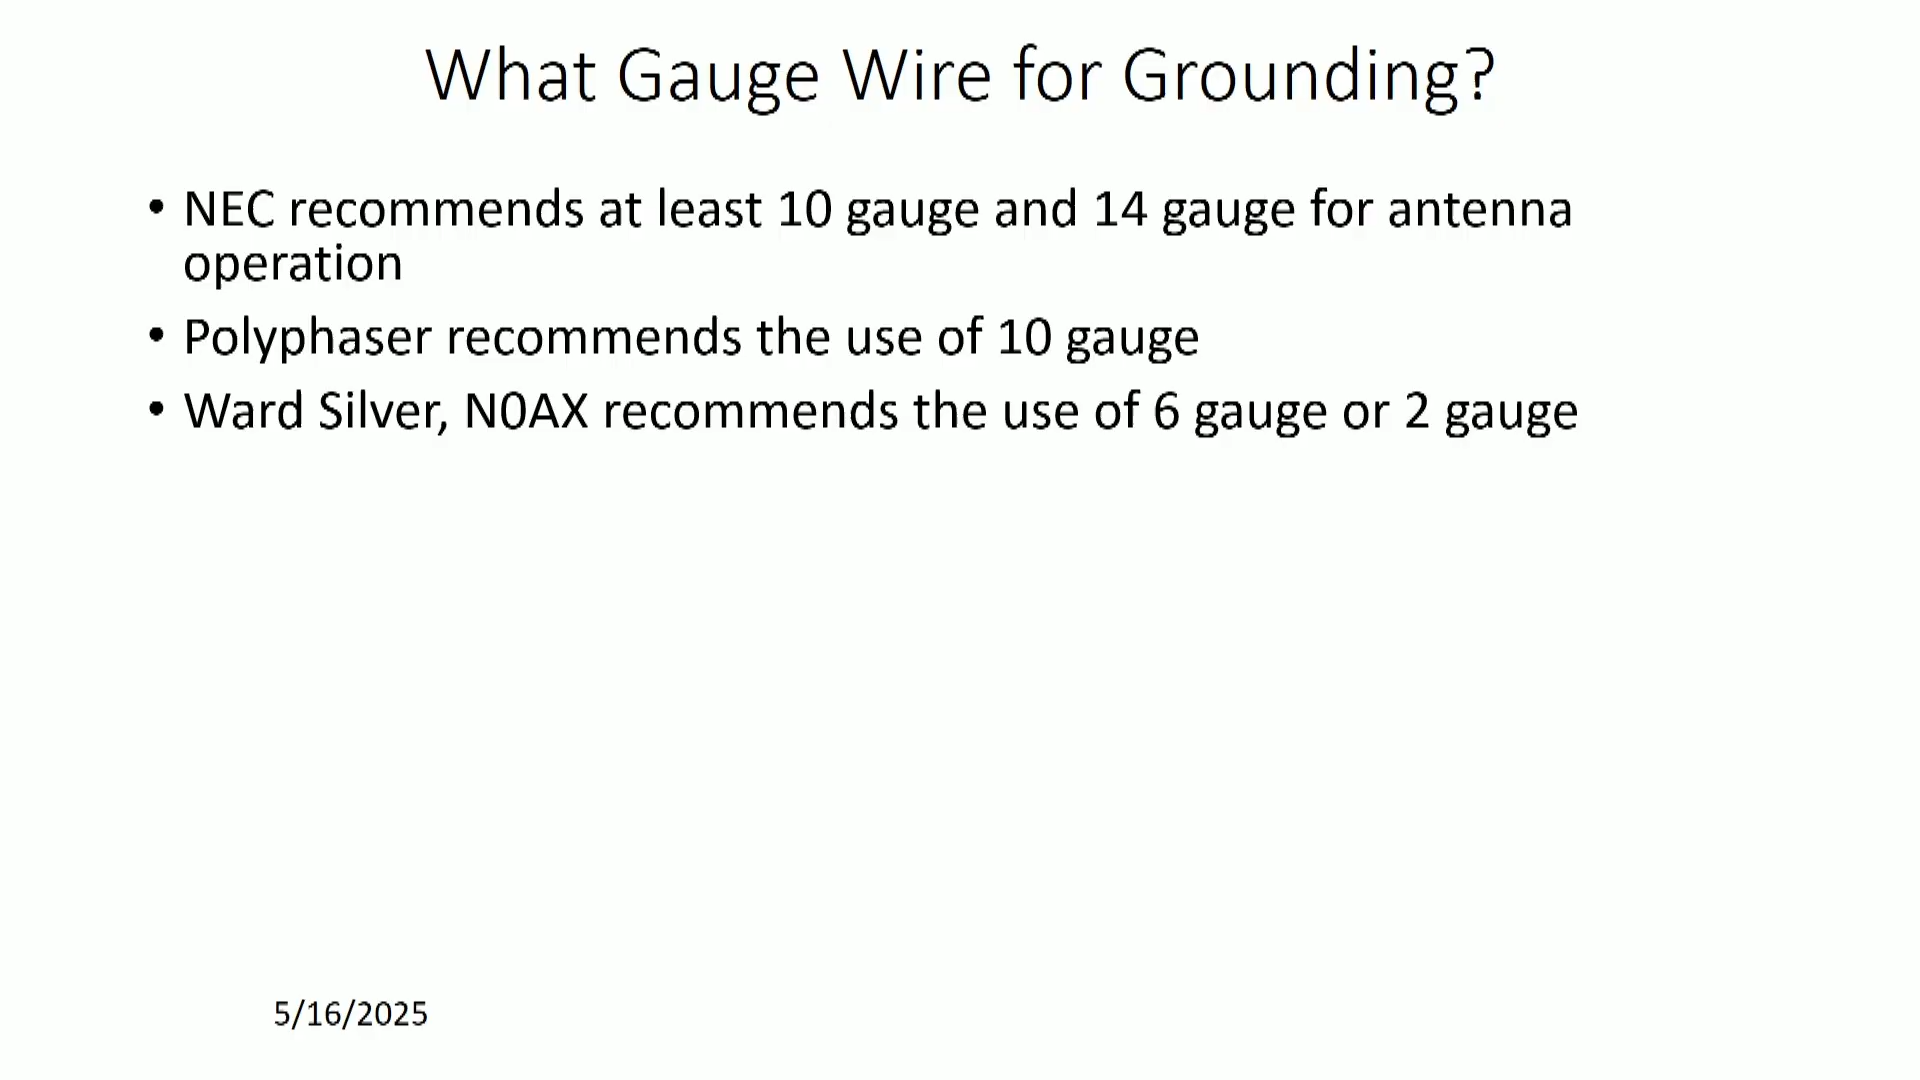 What Gauge Wire for Grounding?
• NEC recommends at least 10 gauge and 14 gauge for antenna
operation
• Polyphaser recommends the use of 10 gauge
• Ward Silver, N0AX recommends the use of 6 gauge or 2 gauge
5/16/2025